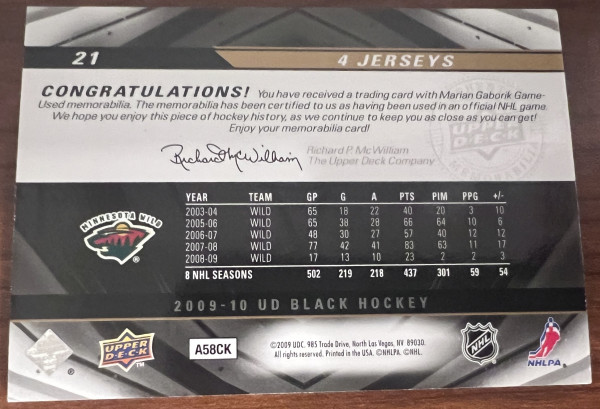 21
4 JERSEYS
CONGRATULATIONS! You have received a trading card with Marian Gaborik Game-
Used memorabilia. The memorabilia has been certified to us as having been used in an official NHL game.
We hope you enjoy this piece of hockey history, as we continue to keep you as close as you can get!
Enjoy your memorabilia card!
Richard P. McWilliam
Richard McWilliam
The Upper Deck Company
UPPER DECK
MEMORABILIA
MINNESOTA WILD
YEAR TEAM GP G A PTS PIM PPG +/-
2003-04 WILD 65 18 22 40 20 3 10
2005-06 WILD 65 38 28 66 64 10 6
2006-07 WILD 48 30 27 57 40 12 12
2007-08 WILD 77 42 41 83 63 11 17
2008-09 WILD 17 13 10 23 2 2 3
8 NHL SEASONS 502 219 218 437 301 59 54
2009-10 UD BLACK HOCKEY
UPPER
DECK
A58CK
©2009 UDC. 985 Trade Drive, North Las Vegas, NV 89030.
All rights reserved. Printed in the USA. ©NHLPA. ©NHL.
NHL
NHLPA